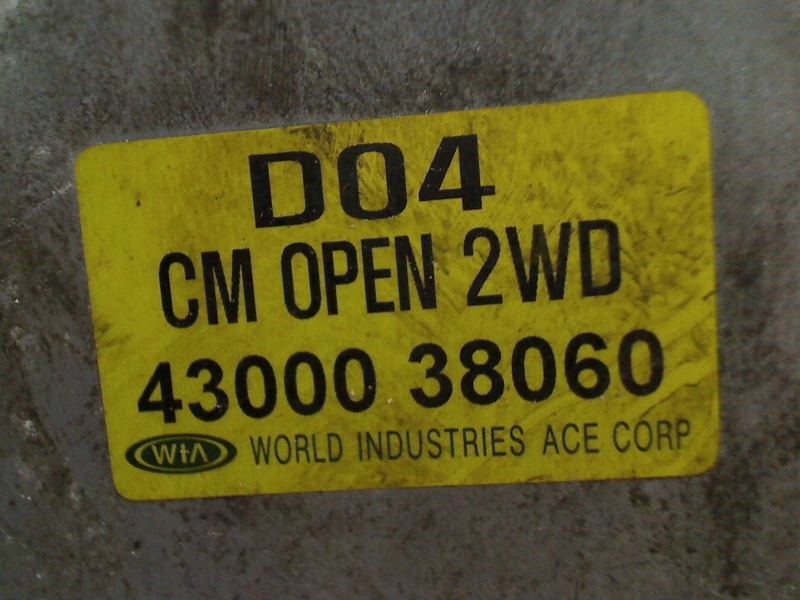 D04
CM OPEN 2WD
43000 38060
WIA WORLD INDUSTRIES ACE CORP